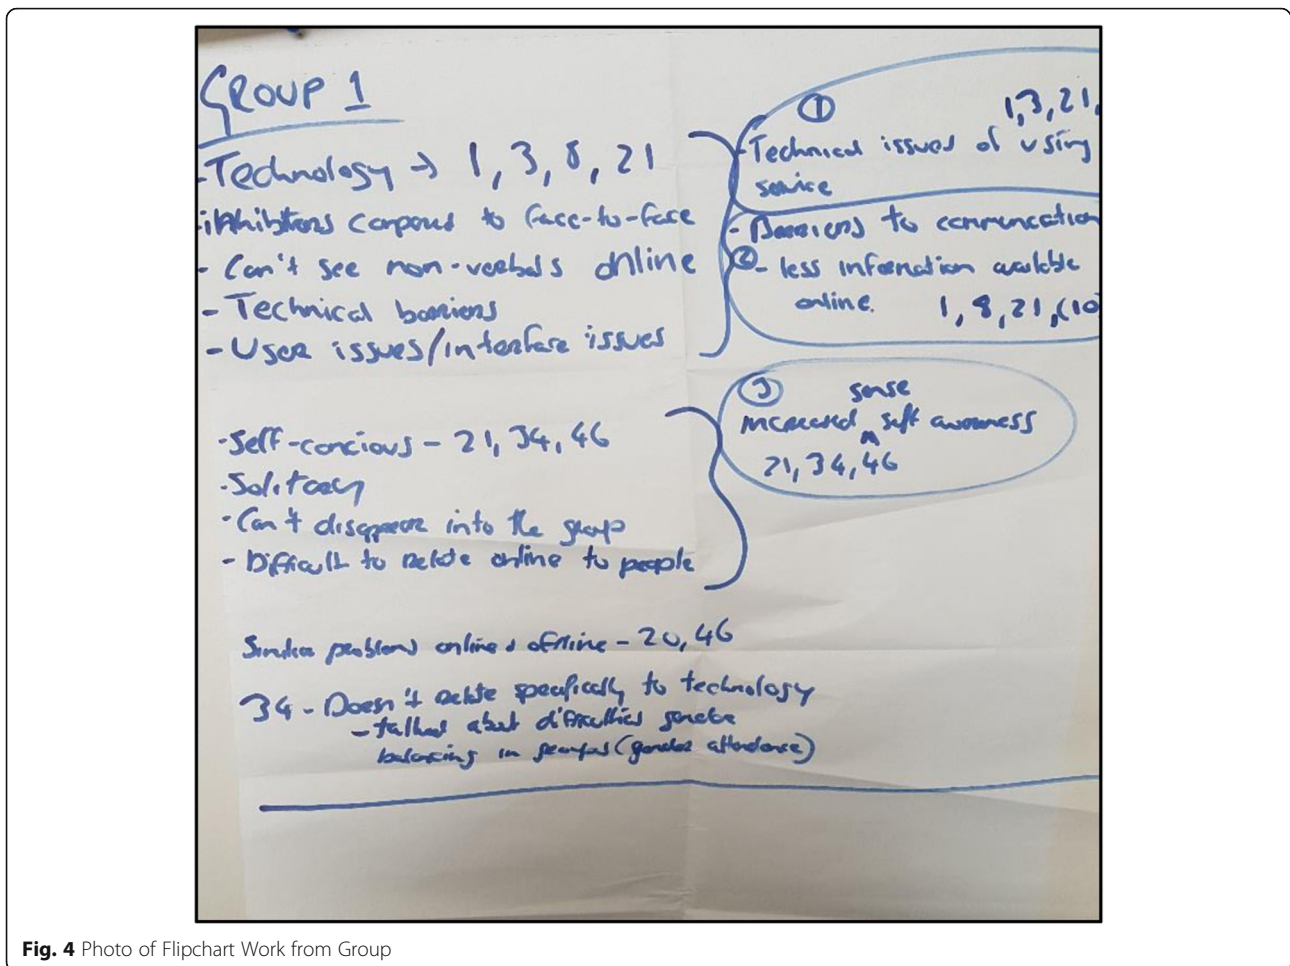 GROUP 1
- Technology → 1, 3, 8, 21
- inhibitions compared to face-to-face
- Can't see non-verbals online
- Technical barriers
- User issues/interface issues
①
1, 3, 21,
- Technical issues of using
service
- Barriers to communication
② - less information available
online. 1, 8, 21, (10
- Self-concious - 21, 34, 46
- Solitary
- Can't disappear into the group
- Difficult to relate online to people
③ sense
increased ^ self awareness
21, 34, 46
Similar problems online & offline - 20, 46
34 - Doesn't relate specifically to technology
- talked about difficulties gender
balancing in (gender attendance)
Fig. 4 Photo of Flipchart Work from Group